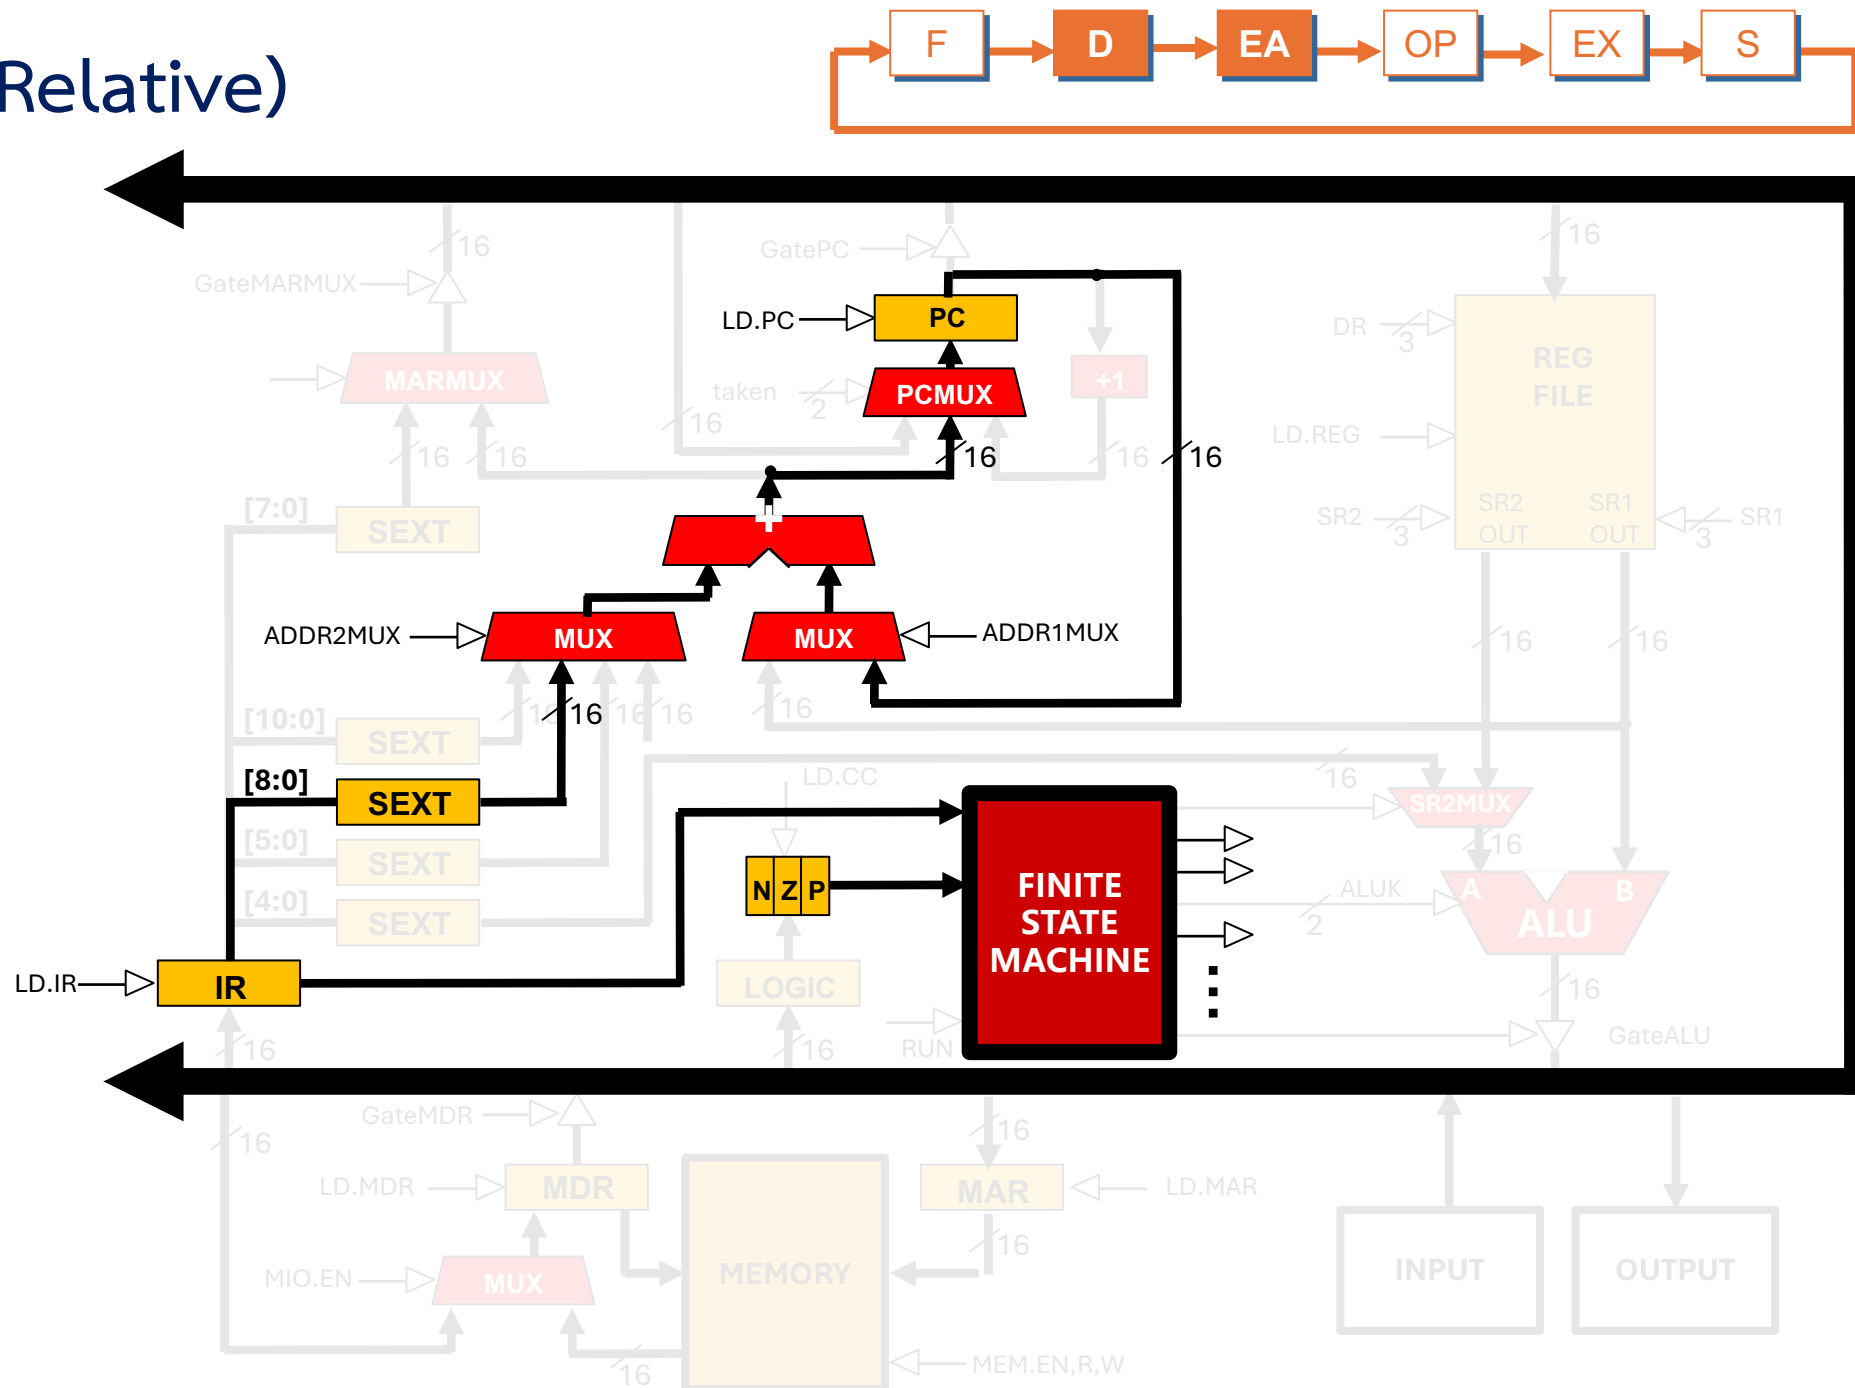 F D EA OP EX S
Relative)
16
GatePC
16
GateMARMUX
LD.PC
PC
DR
3
REG
FILE
MARMUX
taken
2
PCMUX
+1
16
LD.REG
16
16
16
16
16
[7:0]
SEXT
+
SR2
3
SR2
OUT
SR1
OUT
3
SR1
ADDR2MUX
MUX
MUX
ADDR1MUX
16
16
[10:0]
SEXT
16
16
16
16
16
[8:0]
SEXT
LD.CC
16
SR2MUX
[5:0]
SEXT
16
N Z P
FINITE
STATE
MACHINE
ALUK
2
A
B
ALU
[4:0]
SEXT
LD.IR
IR
LOGIC
16
16
16
RUN
GateALU
GateMDR
16
16
LD.MDR
MDR
MAR
LD.MAR
16
MIO.EN
MUX
MEMORY
INPUT
OUTPUT
16
MEM.EN,R,W